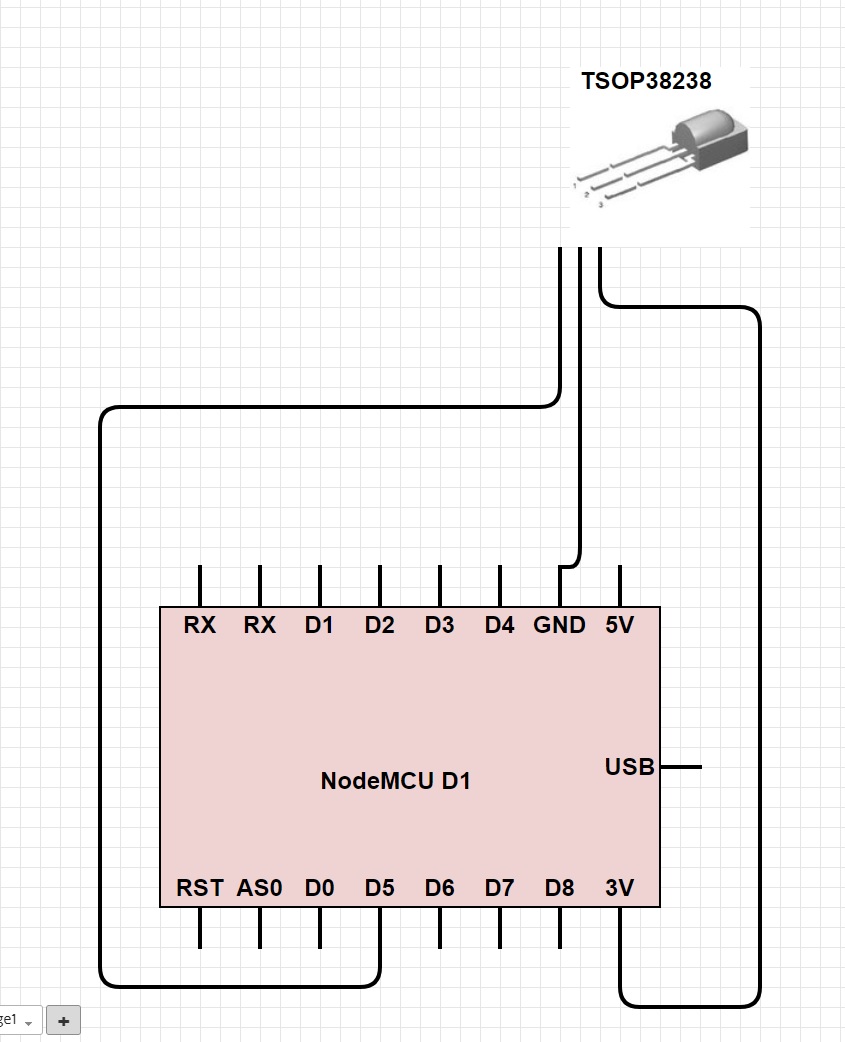 TSOP38238
1
2
3
RX RX D1 D2 D3 D4 GND 5V
USB
NodeMCU D1
RST AS0 D0 D5 D6 D7 D8 3V
ge1
+